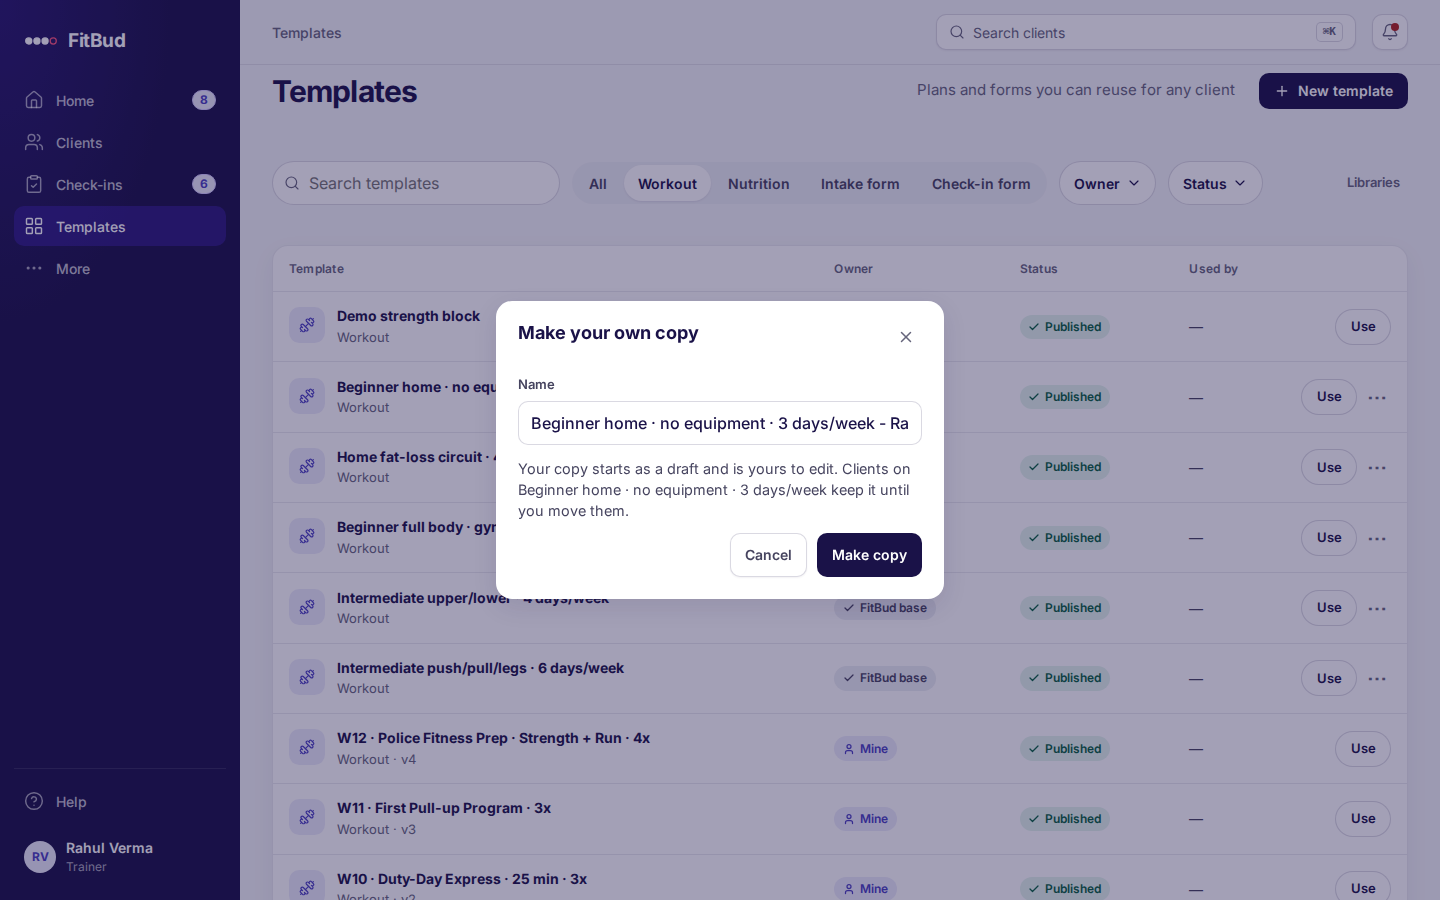 FitBud
Home 8
Clients
Check-ins 6
Templates
More
Help
RV
Rahul Verma
Trainer
Templates
Search clients ⌘K
Templates
Plans and forms you can reuse for any client
New template
Search templates
All Workout Nutrition Intake form Check-in form
Owner
Status
Libraries
Template Owner Status Used by
Demo strength block
Workout
Published — Use
Beginner home · no equ
Workout
Published — Use
Home fat-loss circuit ·
Workout
Published — Use
Beginner full body · gy
Workout
Published — Use
Intermediate upper/lower · 4 days/week
Workout
FitBud base Published — Use
Intermediate push/pull/legs · 6 days/week
Workout
FitBud base Published — Use
W12 · Police Fitness Prep · Strength + Run · 4x
Workout · v4
Mine Published — Use
W11 · First Pull-up Program · 3x
Workout · v3
Mine Published — Use
W10 · Duty-Day Express · 25 min · 3x
Workout · v2
Mine Published — Use
Make your own copy
Name
Beginner home · no equipment · 3 days/week - Ra
Your copy starts as a draft and is yours to edit. Clients on
Beginner home · no equipment · 3 days/week keep it until
you move them.
Cancel Make copy